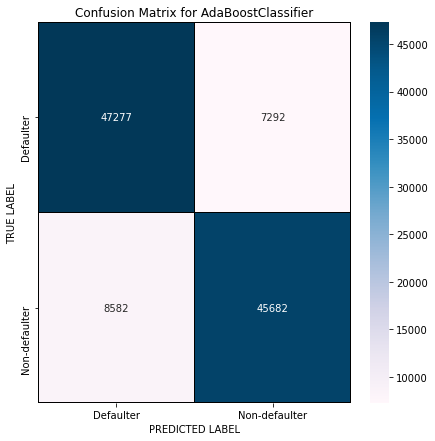 Confusion Matrix for AdaBoostClassifier
TRUE LABEL
Defaulter
47277
7292
Non-defaulter
8582
45682
Defaulter
Non-defaulter
PREDICTED LABEL
45000
40000
35000
30000
25000
20000
15000
10000